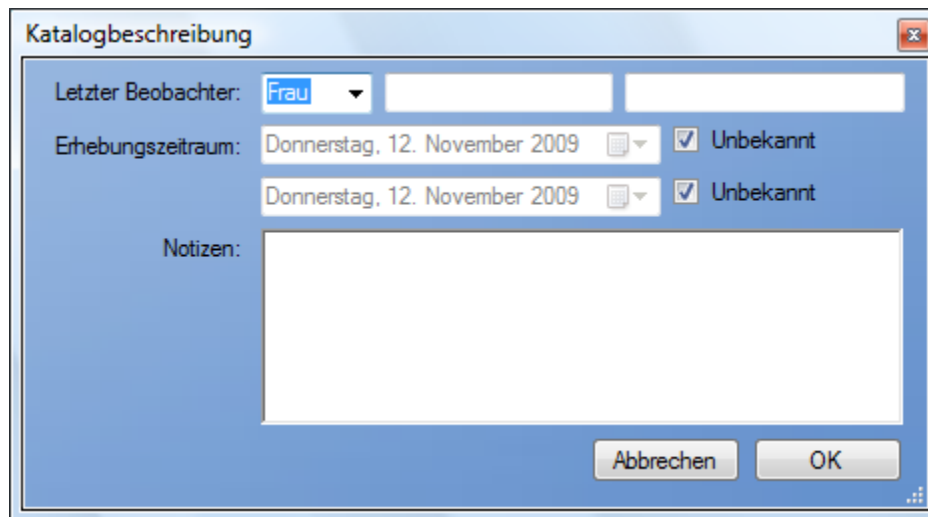 Katalogbeschreibung
Letzter Beobachter: Frau
Erhebungszeitraum: Donnerstag, 12. November 2009 Unbekannt
Donnerstag, 12. November 2009 Unbekannt
Notizen:
Abbrechen OK